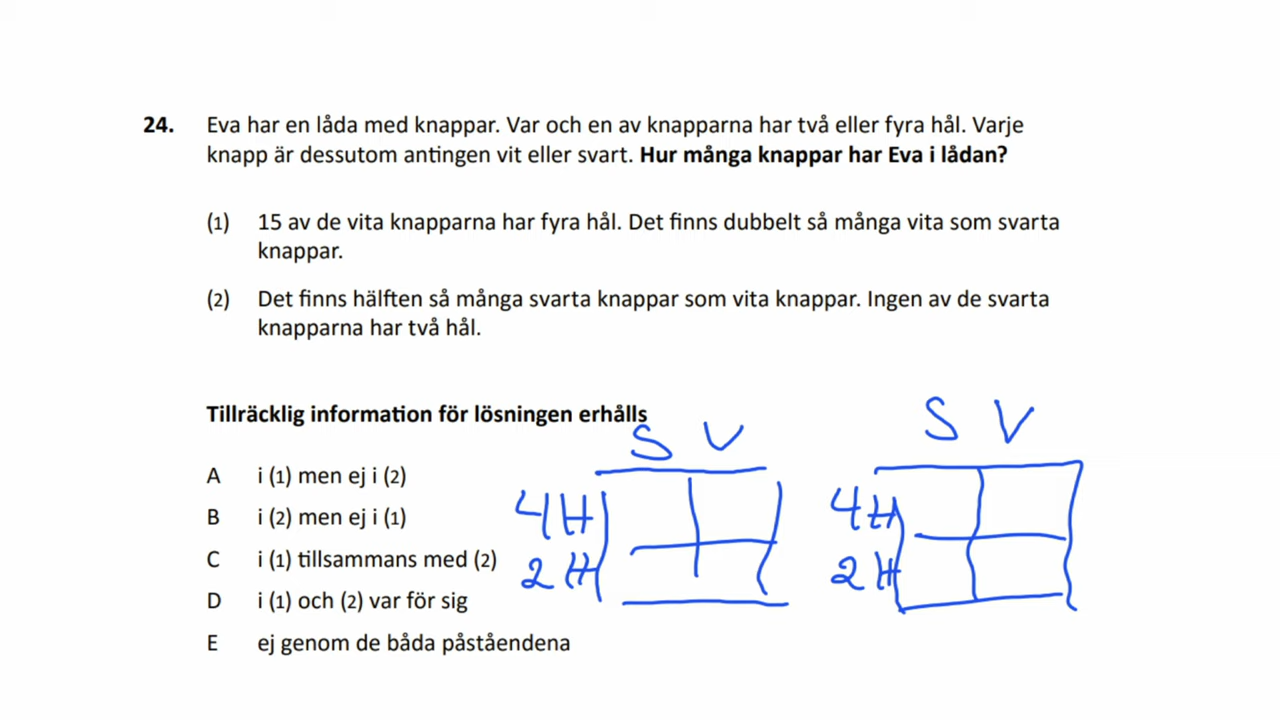 24. Eva har en låda med knappar. Var och en av knapparna har två eller fyra hål. Varje
knapp är dessutom antingen vit eller svart. Hur många knappar har Eva i lådan?
(1) 15 av de vita knapparna har fyra hål. Det finns dubbelt så många vita som svarta
knappar.
(2) Det finns hälften så många svarta knappar som vita knappar. Ingen av de svarta
knapparna har två hål.
Tillräcklig information för lösningen erhålls
S V
S V
A i (1) men ej i (2)
4H
4H
B i (2) men ej i (1)
C i (1) tillsammans med (2)
2H
2H
D i (1) och (2) var för sig
E ej genom de båda påståendena